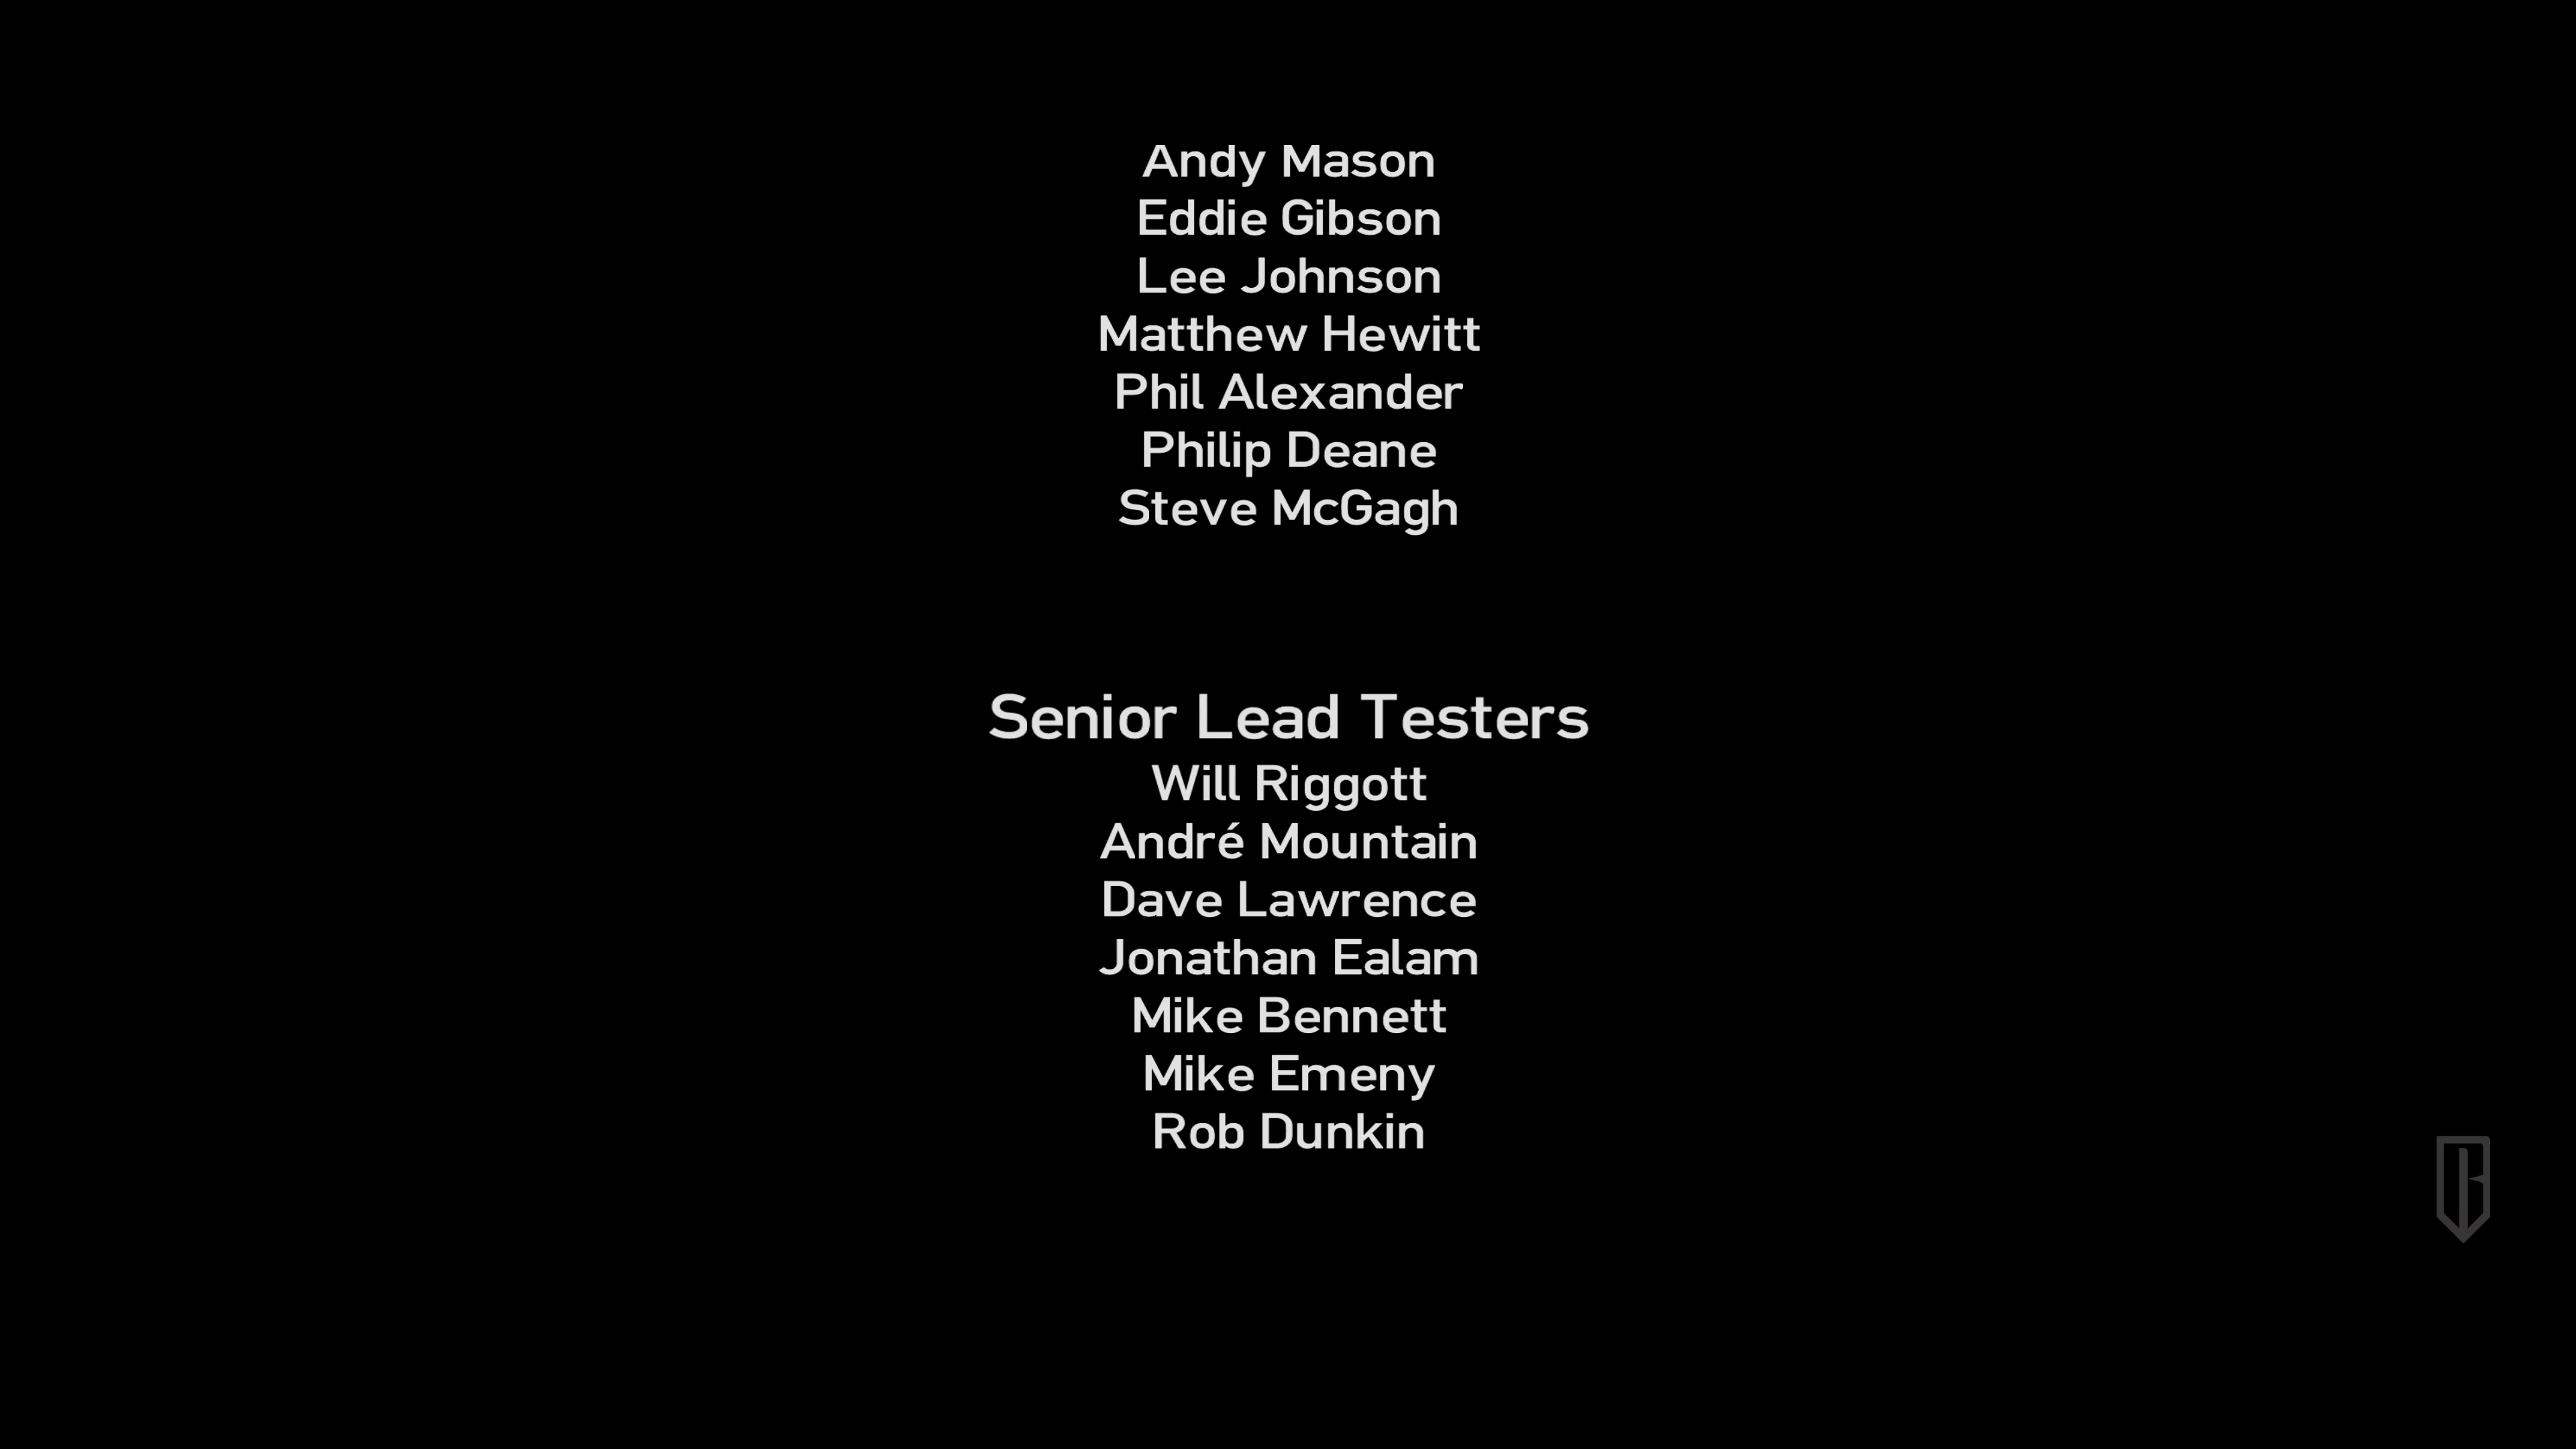 Andy Mason
Eddie Gibson
Lee Johnson
Matthew Hewitt
Phil Alexander
Philip Deane
Steve McGagh
Senior Lead Testers
Will Riggott
André Mountain
Dave Lawrence
Jonathan Ealam
Mike Bennett
Mike Emeny
Rob Dunkin